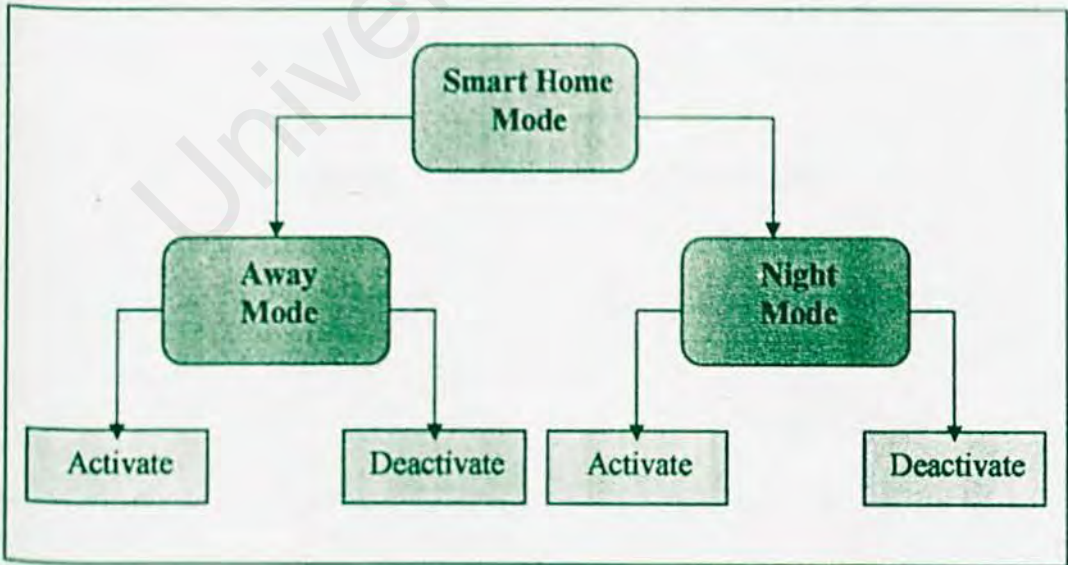 Smart Home
Mode
Away
Mode
Night
Mode
Activate
Deactivate
Activate
Deactivate